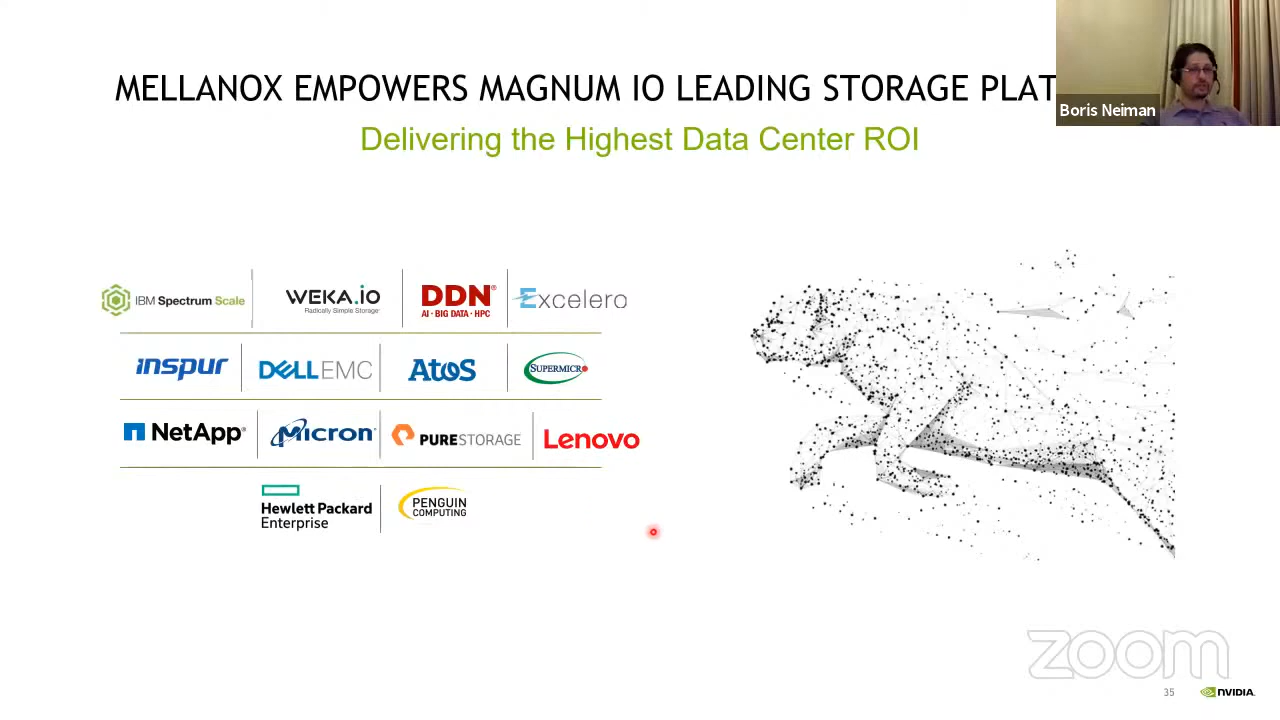 MELLANOX EMPOWERS MAGNUM IO LEADING STORAGE PLAT
Boris Neiman
Delivering the Highest Data Center ROI
IBM Spectrum Scale
WEKA.iO
Radically Simple Storage
DDN®
AI · BIG DATA · HPC
Excelero
inspur
DELLEMC
Atos
SUPERMICRO
NetApp®
Micron
PURESTORAGE
Lenovo
Hewlett Packard
Enterprise
PENGUIN
COMPUTING
zoom
35
NVIDIA.